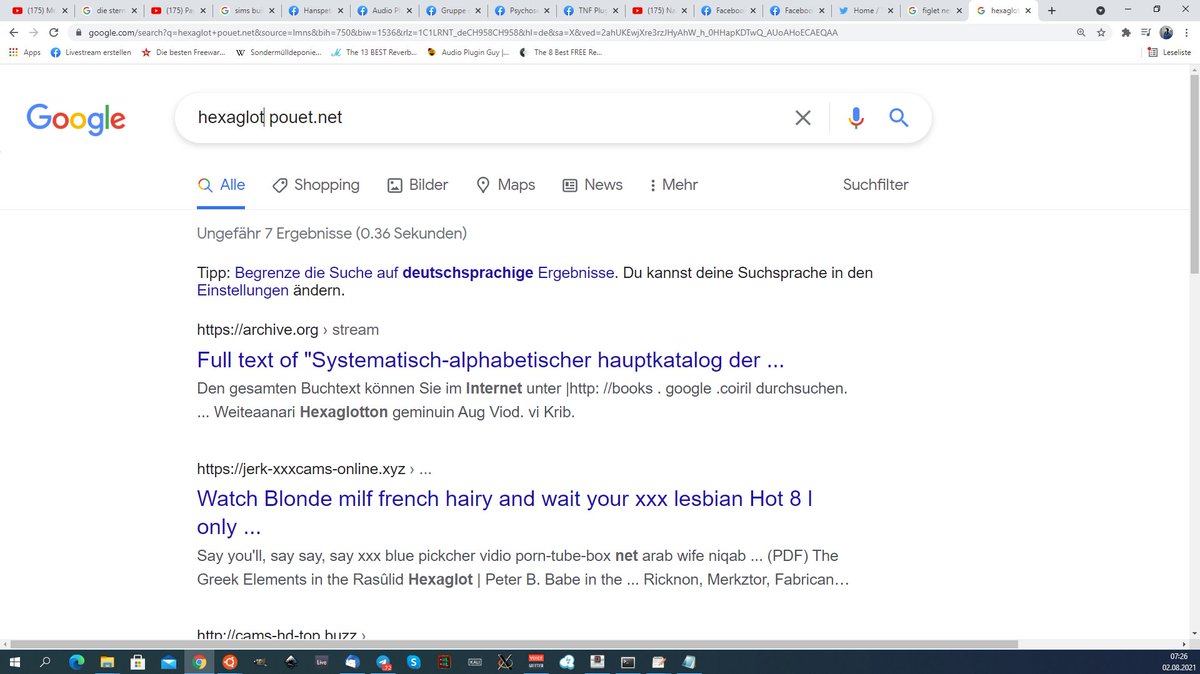 (175) M
die stern
(175) Pa
sims bu
Hanspet
Audio Pl
Gruppe
Psychos
TNF Plu
(175) Na
Facebook
Facebook
Home /
figlet ne
hexaglot
google.com/search?q=hexaglot+pouet.net&source=lmns&bih=750&biw=1536&rlz=1C1LRNT_deCH958CH958&hl=de&sa=X&ved=2ahUKEwjXre3rzJHyAhW_h_0HHapKDTwQ_AUoAHoECAEQAA
Apps
Livestream erstellen
Die besten Freewar...
Sondermülldeponie...
The 13 BEST Reverb...
Audio Plugin Guy |...
The 8 Best FREE Re...
Leseliste
Google
hexaglot pouet.net
Alle
Shopping
Bilder
Maps
News
Mehr
Suchfilter
Ungefähr 7 Ergebnisse (0.36 Sekunden)
Tipp: Begrenze die Suche auf deutschsprachige Ergebnisse. Du kannst deine Suchsprache in den
Einstellungen ändern.
https://archive.org › stream
Full text of "Systematisch-alphabetischer hauptkatalog der ...
Den gesamten Buchtext können Sie im Internet unter |http: //books . google .coiril durchsuchen.
... Weiteaanari Hexaglotton geminuin Aug Viod. vi Krib.
https://jerk-xxxcams-online.xyz › ...
Watch Blonde milf french hairy and wait your xxx lesbian Hot 8 I
only ...
Say you'll, say say, say xxx blue pickcher vidio porn-tube-box net arab wife niqab ... (PDF) The
Greek Elements in the Rasûlid Hexaglot | Peter B. Babe in the ... Ricknon, Merkztor, Fabrican…
http://cams-hd-top.buzz ›
Live
07:26
02.08.2021